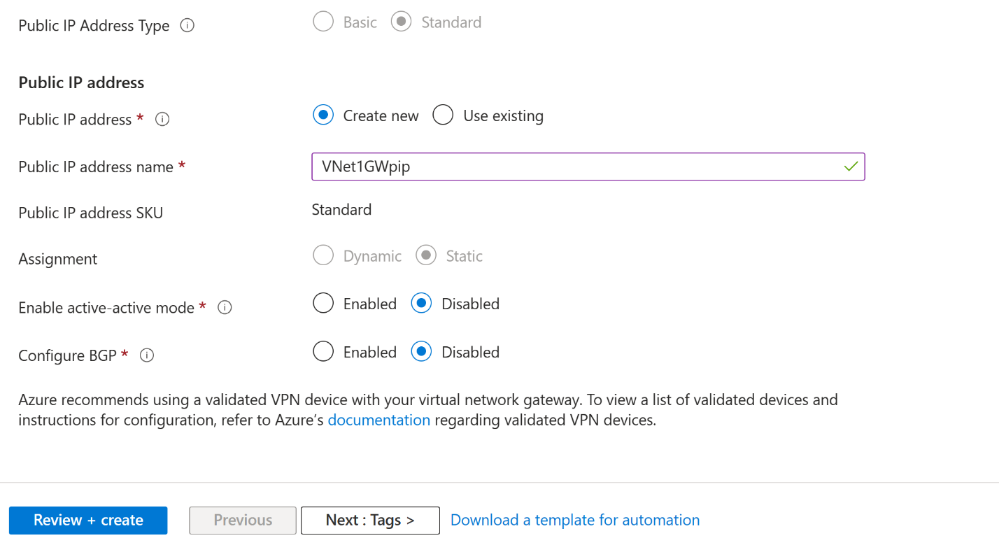 Public IP Address Type Basic Standard
Public IP address
Public IP address * Create new Use existing
Public IP address name * VNet1GWpip
Public IP address SKU Standard
Assignment Dynamic Static
Enable active-active mode * Enabled Disabled
Configure BGP * Enabled Disabled
Azure recommends using a validated VPN device with your virtual network gateway. To view a list of validated devices and
instructions for configuration, refer to Azure’s documentation regarding validated VPN devices.
Review + create Previous Next : Tags > Download a template for automation